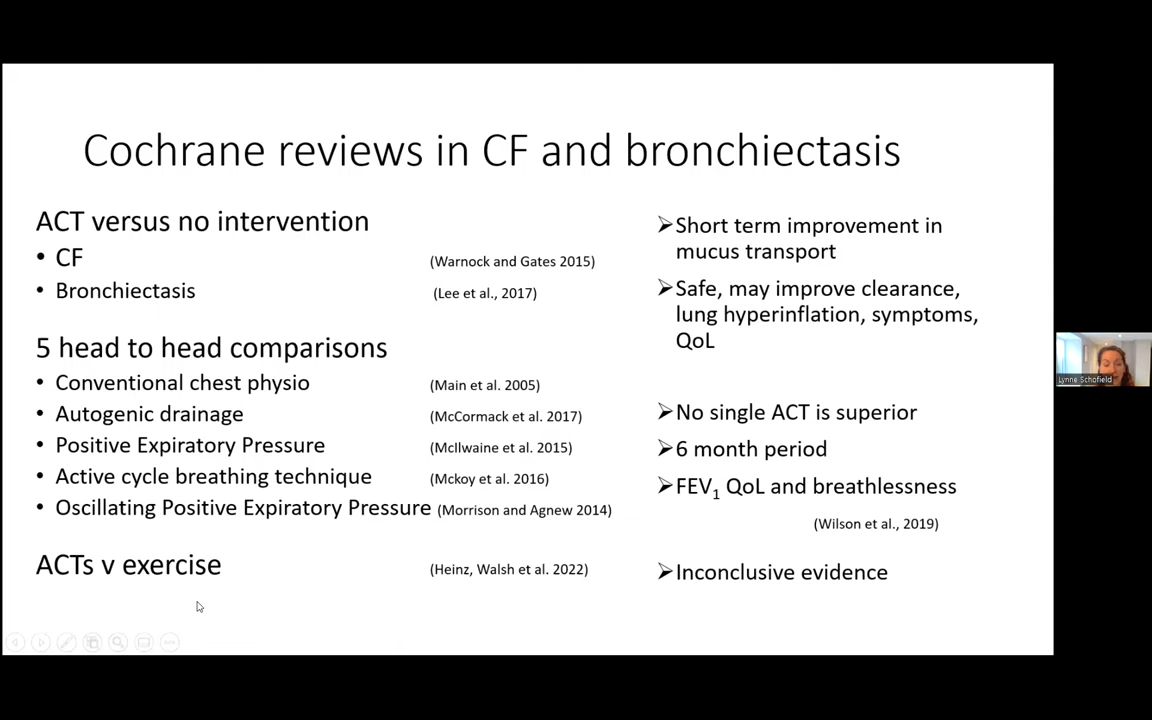 Cochrane reviews in CF and bronchiectasis
ACT versus no intervention
• CF (Warnock and Gates 2015)
• Bronchiectasis (Lee et al., 2017)
5 head to head comparisons
• Conventional chest physio (Main et al. 2005)
• Autogenic drainage (McCormack et al. 2017)
• Positive Expiratory Pressure (McIlwaine et al. 2015)
• Active cycle breathing technique (Mckoy et al. 2016)
• Oscillating Positive Expiratory Pressure (Morrison and Agnew 2014)
ACTs v exercise (Heinz, Walsh et al. 2022)
➢Short term improvement in
mucus transport
➢Safe, may improve clearance,
lung hyperinflation, symptoms,
QoL
➢No single ACT is superior
➢6 month period
➢FEV₁ QoL and breathlessness
(Wilson et al., 2019)
➢Inconclusive evidence
Lynne Schofield